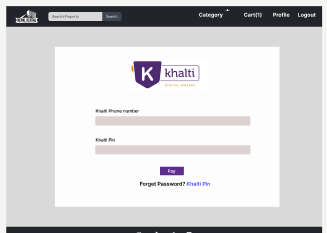 Search Property Search Category Cart(1) Profile Logout
K khalti
DIGITAL WALLET
Khalti Phone number
Khalti Pin
Pay
Forget Password? Khalti Pin